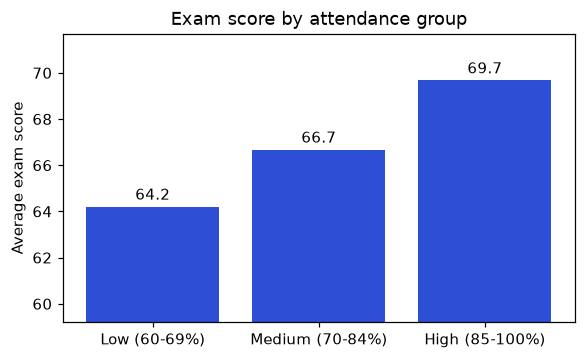 Exam score by attendance group
Average exam score
70
68
66
64
62
60
64.2
66.7
69.7
Low (60-69%)
Medium (70-84%)
High (85-100%)